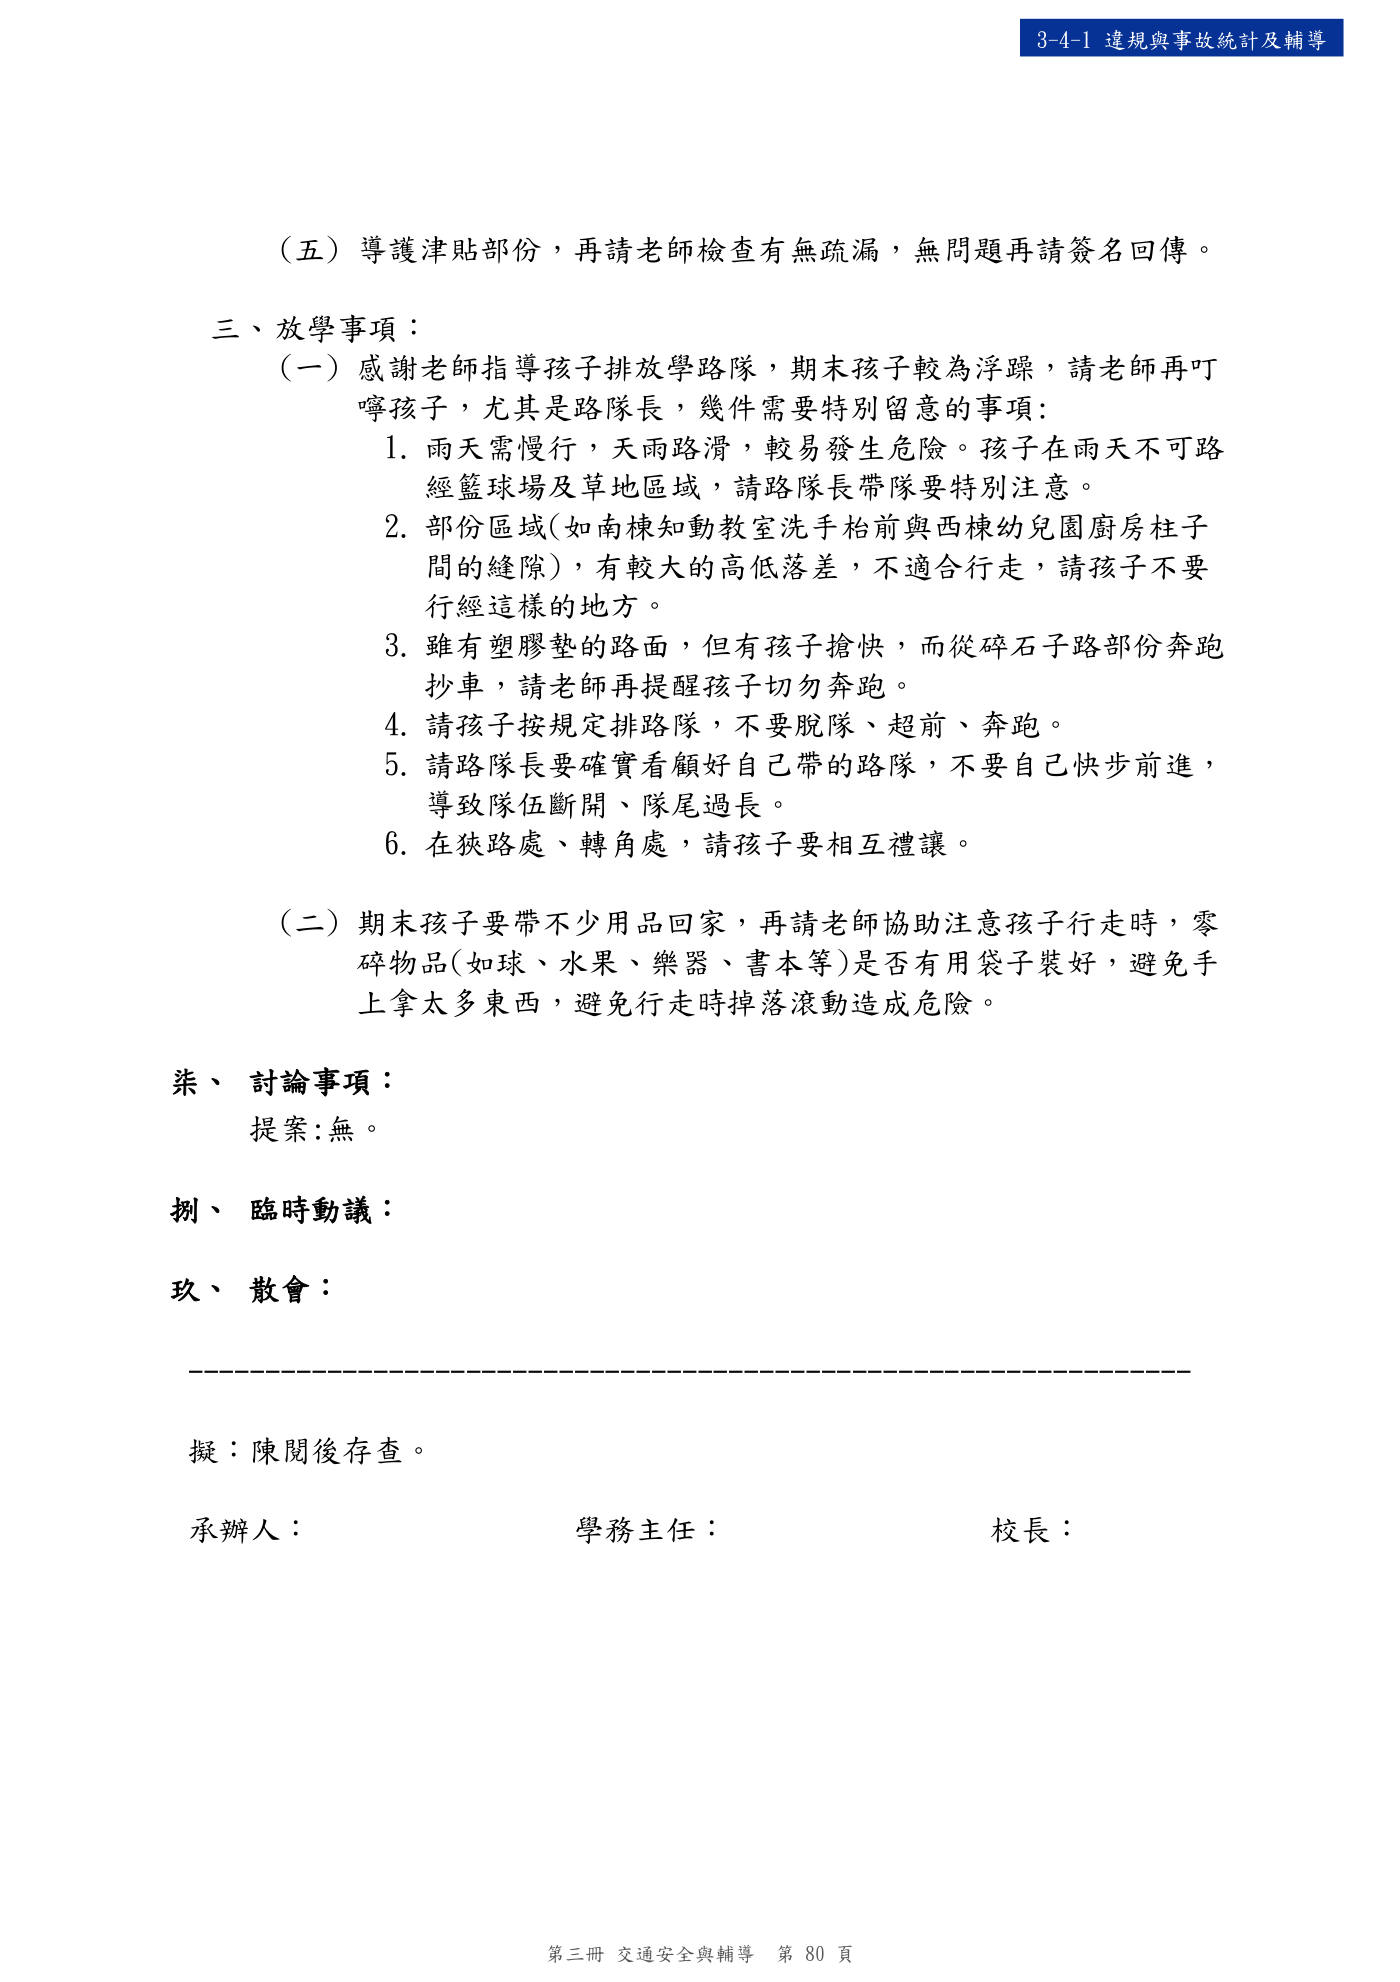 3-4-1 違規與事故統計及輔導
（五）導護津貼部份，再請老師檢查有無疏漏，無問題再請簽名回傳。
三、放學事項：
（一）感謝老師指導孩子排放學路隊，期末孩子較為浮躁，請老師再叮
嚀孩子，尤其是路隊長，幾件需要特別留意的事項:
1. 雨天需慢行，天雨路滑，較易發生危險。孩子在雨天不可路
經籃球場及草地區域，請路隊長帶隊要特別注意。
2. 部份區域(如南棟知動教室洗手枱前與西棟幼兒園廚房柱子
間的縫隙)，有較大的高低落差，不適合行走，請孩子不要
行經這樣的地方。
3. 雖有塑膠墊的路面，但有孩子搶快，而從碎石子路部份奔跑
抄車，請老師再提醒孩子切勿奔跑。
4. 請孩子按規定排路隊，不要脫隊、超前、奔跑。
5. 請路隊長要確實看顧好自己帶的路隊，不要自己快步前進，
導致隊伍斷開、隊尾過長。
6. 在狹路處、轉角處，請孩子要相互禮讓。
（二）期末孩子要帶不少用品回家，再請老師協助注意孩子行走時，零
碎物品(如球、水果、樂器、書本等)是否有用袋子裝好，避免手
上拿太多東西，避免行走時掉落滾動造成危險。
柒、 討論事項：
提案:無。
捌、 臨時動議：
玖、 散會：
-----------------------------------------------------------------
擬：陳閱後存查。
承辦人： 學務主任： 校長：
第三冊 交通安全與輔導 第 80 頁